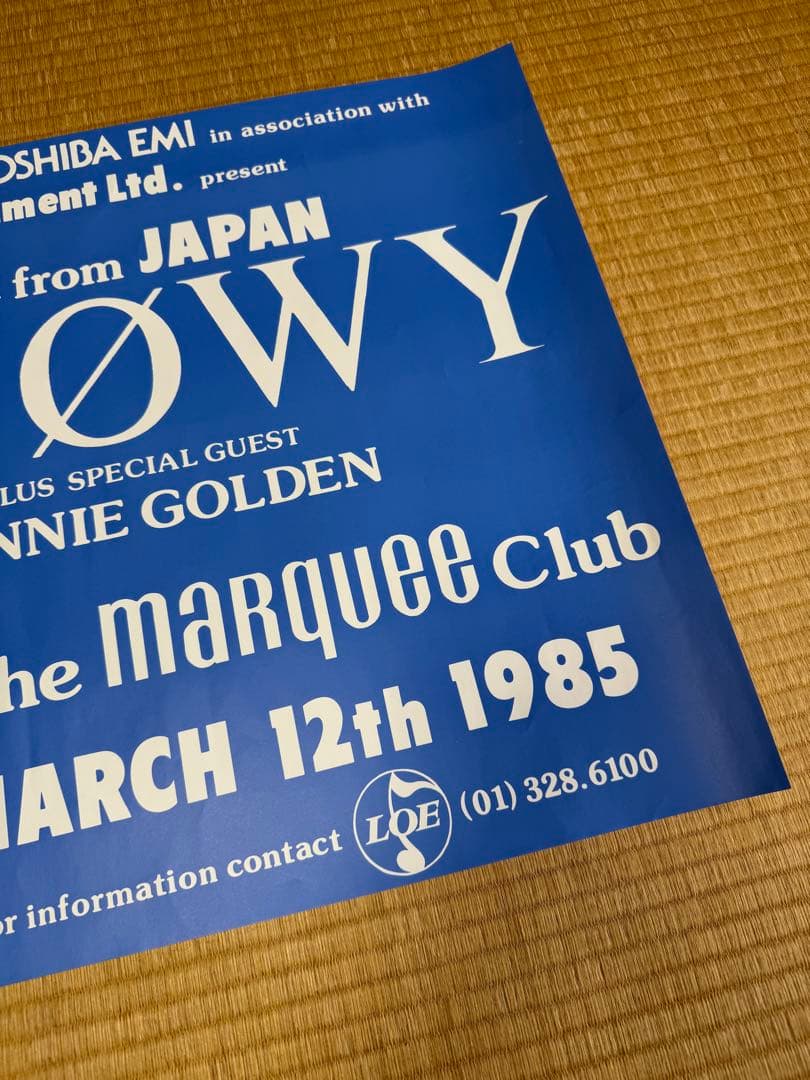 OSHIBA EMI in association with
ment Ltd. present
from JAPAN
ØWY
LUS SPECIAL GUEST
NNIE GOLDEN
he marquee Club
MARCH 12th 1985
or information contact LOE (01) 328.6100